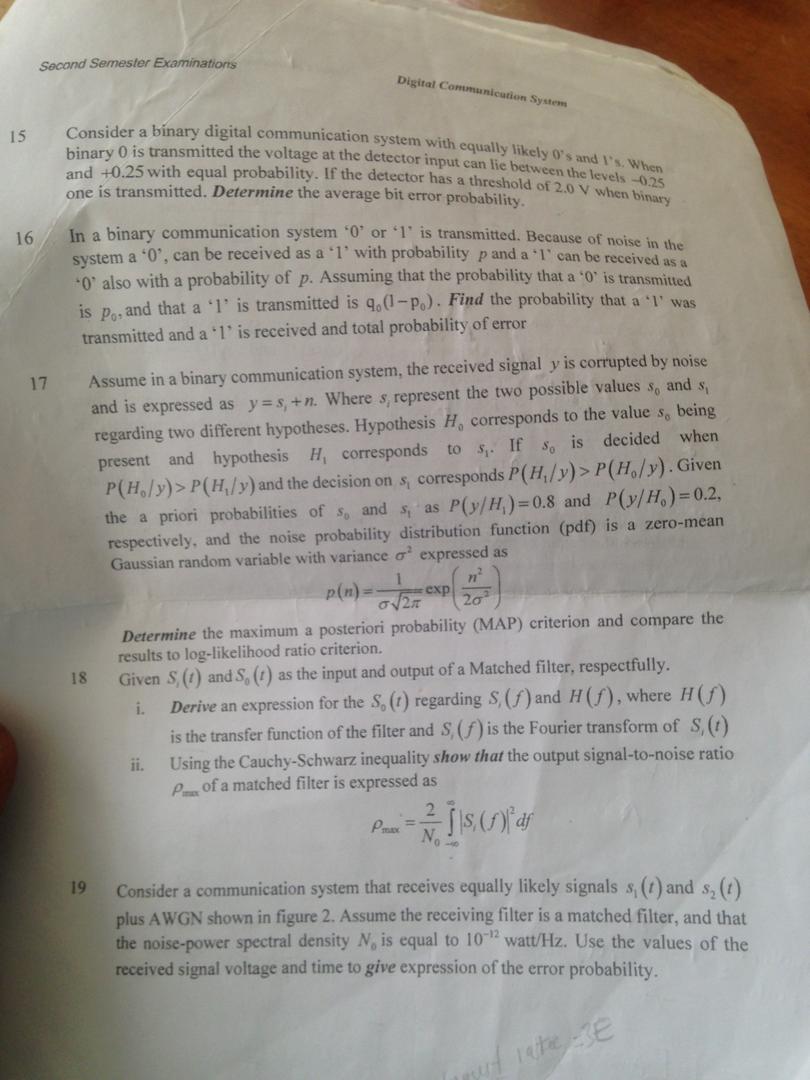 Second Semester Examinations
Digital Communication System
15 Consider a binary digital communication system with equally likely 0's and 1's. When
binary 0 is transmitted the voltage at the detector input can lie between the levels −0.25
and +0.25 with equal probability. If the detector has a threshold of 2.0 V when binary
one is transmitted. Determine the average bit error probability.
16 In a binary communication system '0' or '1' is transmitted. Because of noise in the
system a '0', can be received as a '1' with probability p and a '1' can be received as a
'0' also with a probability of p. Assuming that the probability that a '0' is transmitted
is p₀, and that a '1' is transmitted is q₀(1−p₀). Find the probability that a '1' was
transmitted and a '1' is received and total probability of error
17 Assume in a binary communication system, the received signal y is corrupted by noise
and is expressed as y = sᵢ + n. Where sᵢ represent the two possible values s₀ and s₁
regarding two different hypotheses. Hypothesis H₀ corresponds to the value s₀ being
present and hypothesis H₁ corresponds to s₁. If s₀ is decided when
P(H₀/y) > P(H₁/y) and the decision on s₁ corresponds P(H₁/y) > P(H₀/y). Given
the a priori probabilities of s₀ and s₁ as P(y/H₁) = 0.8 and P(y/H₀) = 0.2,
respectively, and the noise probability distribution function (pdf) is a zero-mean
Gaussian random variable with variance σ² expressed as
p(n) = 1/(σ√2π) exp(n²/2σ²)
Determine the maximum a posteriori probability (MAP) criterion and compare the
results to log-likelihood ratio criterion.
18 Given Sᵢ(t) and S₀(t) as the input and output of a Matched filter, respectfully.
i. Derive an expression for the S₀(t) regarding Sᵢ(f) and H(f), where H(f)
is the transfer function of the filter and Sᵢ(f) is the Fourier transform of Sᵢ(t)
ii. Using the Cauchy-Schwarz inequality show that the output signal-to-noise ratio
ρmax of a matched filter is expressed as
ρmax = 2/N₀ ∫_{-∞}^{∞} |Sᵢ(f)|² df
19 Consider a communication system that receives equally likely signals s₁(t) and s₂(t)
plus AWGN shown in figure 2. Assume the receiving filter is a matched filter, and that
the noise-power spectral density N₀ is equal to 10⁻¹² watt/Hz. Use the values of the
received signal voltage and time to give expression of the error probability.